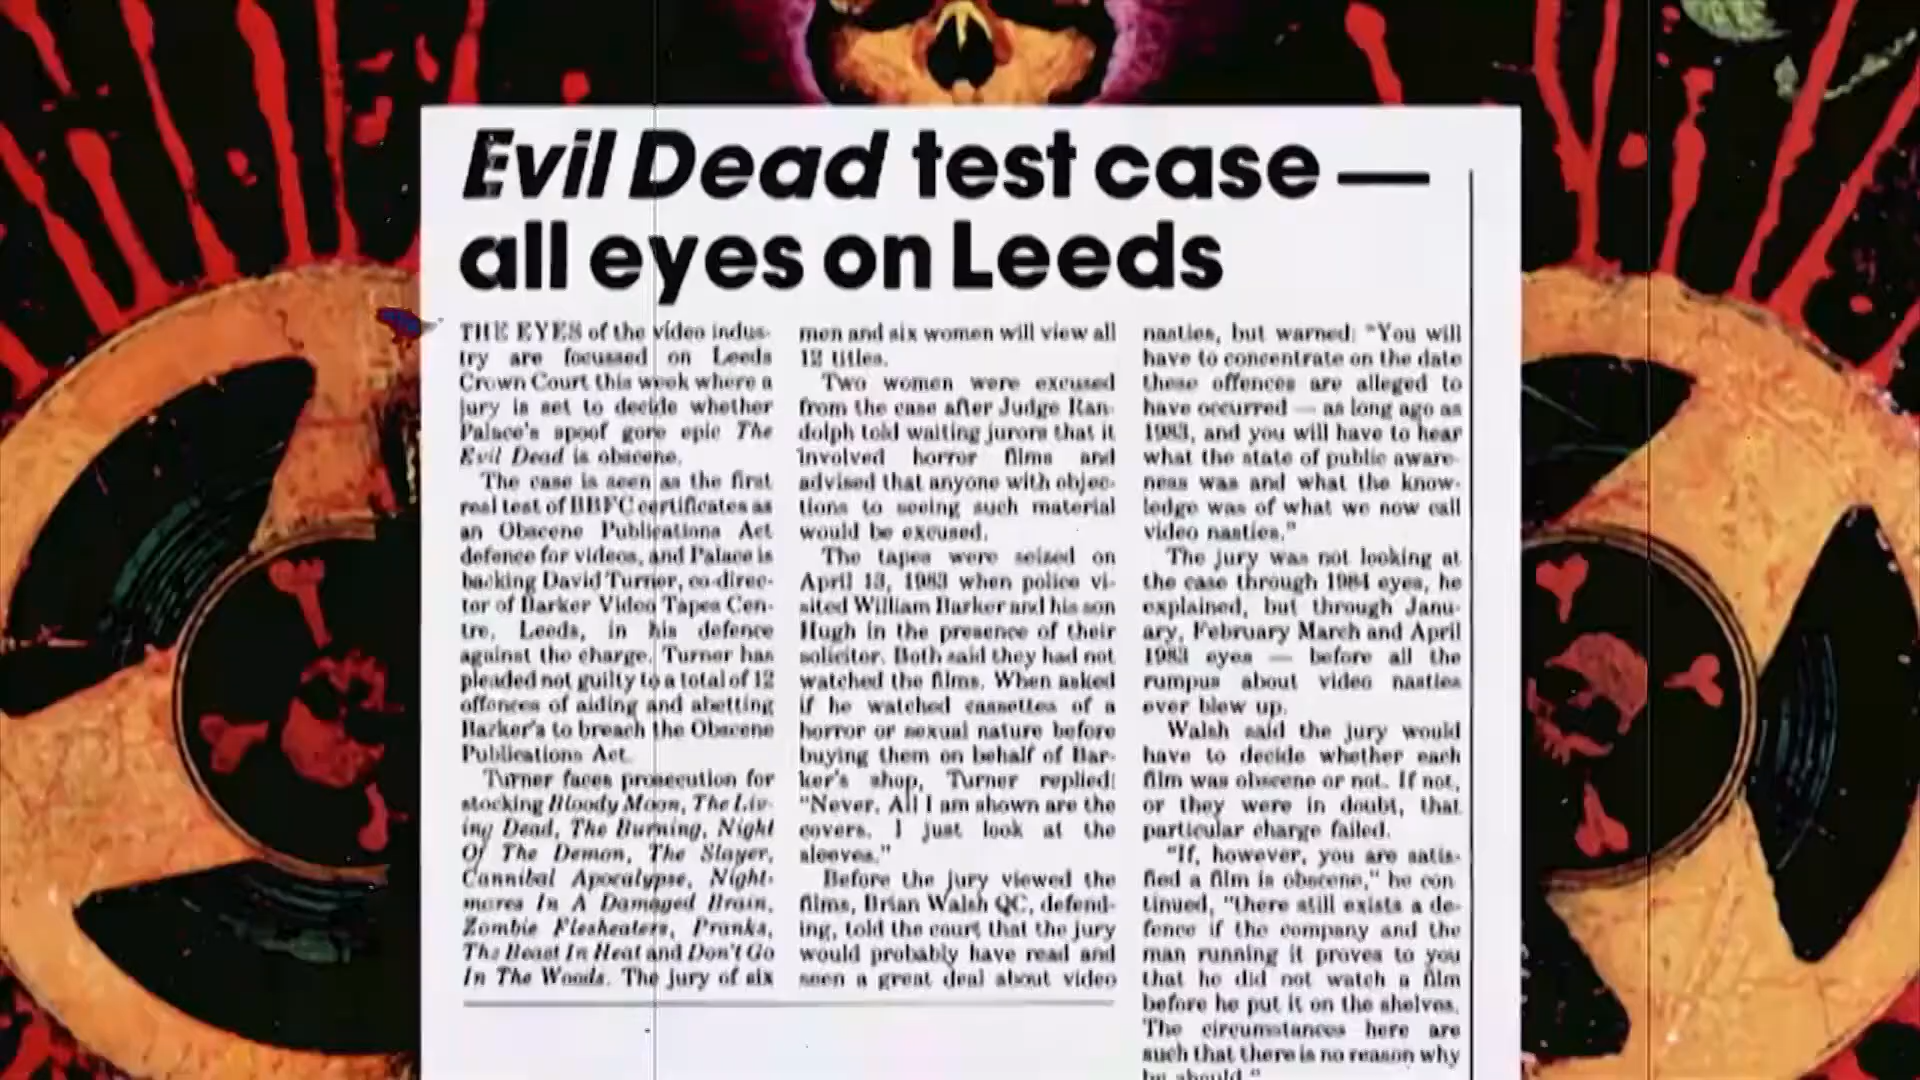 Evil Dead test case —
all eyes on Leeds
THE EYES of the video indus-
try are focussed on Leeds
Crown Court this week where a
jury is set to decide whether
Palace's spoof gore epic The
Evil Dead is obscene.
The case is seen as the first
real test of BBFC certificates as
an Obscene Publications Act
defence for videos, and Palace is
backing David Turner, co-direc-
tor of Barker Video Tapes Cen-
tre, Leeds, in his defence
against the charge. Turner has
pleaded not guilty to a total of 12
offences of aiding and abetting
Barker's to breach the Obscene
Publications Act.
Turner faces prosecution for
stocking Bloody Moon, The Liv-
ing Dead, The Burning, Night
Of The Demon, The Slayer,
Cannibal Apocalypse, Night-
mares In A Damaged Brain,
Zombie Flesheaters, Pranks,
The Beast In Heat and Don't Go
In The Woods. The jury of six
men and six women will view all
12 titles.
Two women were excused
from the case after Judge Ran-
dolph told waiting jurors that it
involved horror films and
advised that anyone with objec-
tions to seeing such material
would be excused.
The tapes were seized on
April 13, 1983 when police vi-
sited William Barker and his son
Hugh in the presence of their
solicitor. Both said they had not
watched the films. When asked
if he watched cassettes of a
horror or sexual nature before
buying them on behalf of Bar-
ker's shop, Turner replied:
"Never. All I am shown are the
covers. I just look at the
sleeves."
Before the jury viewed the
films, Brian Walsh QC, defend-
ing, told the court that the jury
would probably have read and
seen a great deal about video
nasties, but warned: "You will
have to concentrate on the date
these offences are alleged to
have occurred — as long ago as
1983, and you will have to hear
what the state of public aware-
ness was and what the know-
ledge was of what we now call
video nasties."
The jury was not looking at
the case through 1984 eyes, he
explained, but through Janu-
ary, February March and April
1983 eyes — before all the
rumpus about video nasties
ever blew up.
Walsh said the jury would
have to decide whether each
film was obscene or not. If not,
or they were in doubt, that
particular charge failed.
"If, however, you are satis-
fied a film is obscene," he con
tinued, "there still exists a de-
fence if the company and the
man running it proves to you
that he did not watch a film
before he put it on the shelves.
The circumstances here are
such that there is no reason why
he should."